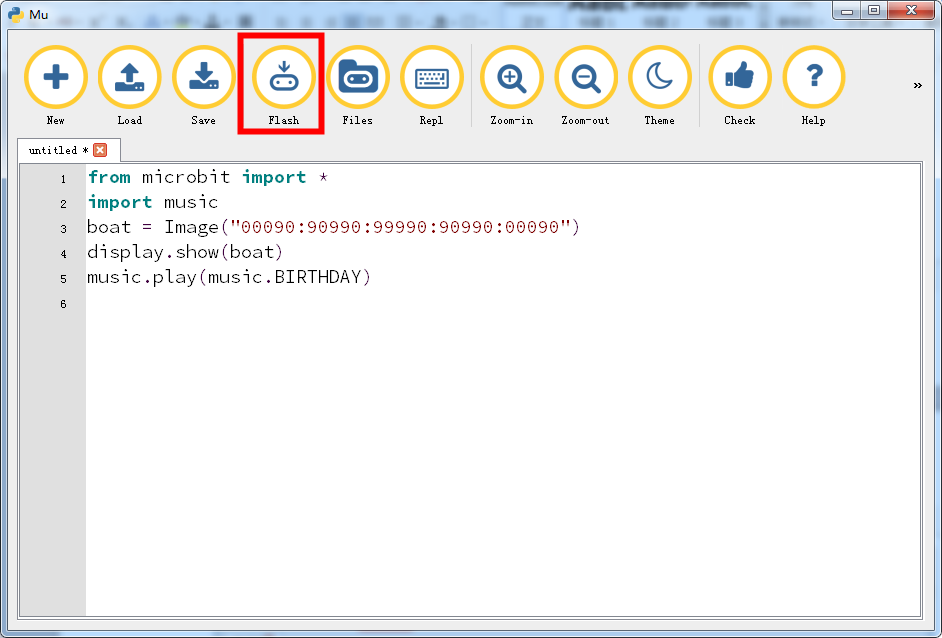 Mu
New Load Save Flash Files Repl Zoom-in Zoom-out Theme Check Help
»
untitled *
1 from microbit import *
2 import music
3 boat = Image("00090:90990:99990:90990:00090")
4 display.show(boat)
5 music.play(music.BIRTHDAY)
6